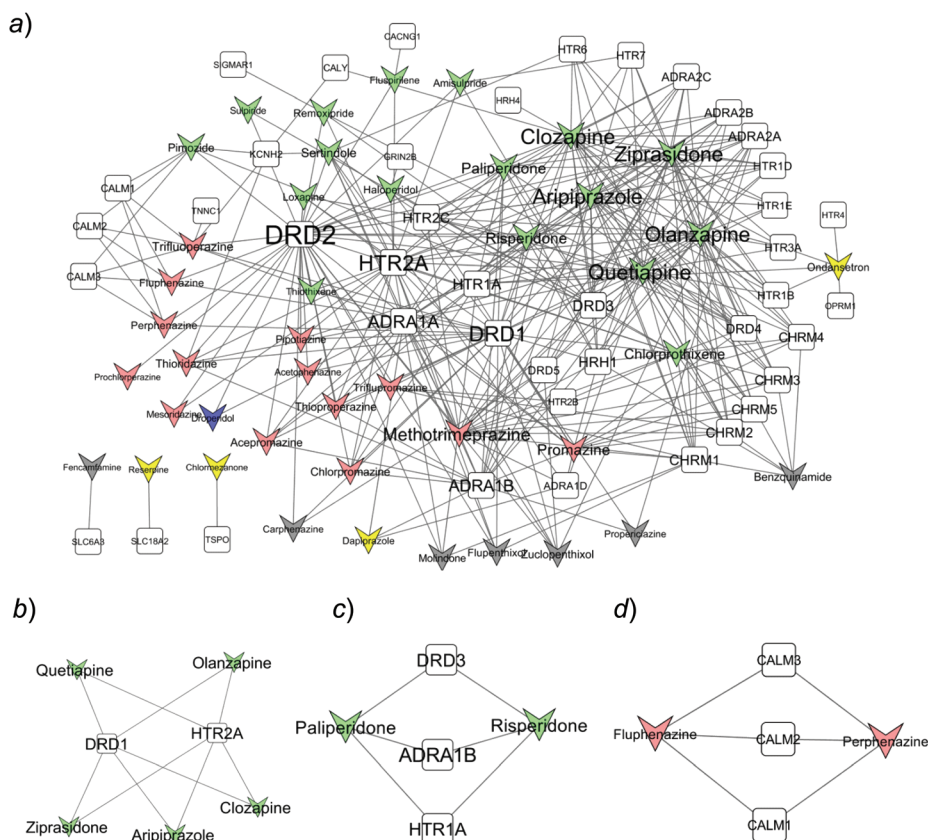 a)
CACNG1
SIGMAR1
CALY
Fluspirilene
Amisulpride
HTR6
HTR7
ADRA2C
HRH4
Sulpiride
Remoxipride
ADRA2B
Clozapine
ADRA2A
Pimozide
KCNH2
Sertindole
GRIN2B
Paliperidone
Ziprasidone
HTR1D
CALM1
Loxapine
Haloperidol
Aripiprazole
TNNC1
HTR2C
HTR1E
HTR4
CALM2
DRD2
Risperidone
Olanzapine
Trifluoperazine
HTR2A
HTR3A
CALM3
Fluphenazine
Quetiapine
Ondansetron
Thiothixene
HTR1A
HTR1B
OPRM1
DRD3
Perphenazine
ADRA1A
DRD1
DRD4
CHRM4
Pipotiazine
Chlorprothixene
Thioridazine
HRH1
Prochlorperazine
Acetophenazine
DRD5
CHRM3
Triflupromazine
HTR2B
Thioproperazine
CHRM5
Mesoridazine
Droperidol
CHRM2
Acepromazine
Methotrimeprazine
Promazine
CHRM1
Fencamfamine
Reserpine
Chlormezanone
Chlorpromazine
ADRA1B
ADRA1D
Benzquinamide
Carphenazine
Propericiazine
SLC6A3
SLC18A2
TSPO
Dapiprazole
Molindone
Flupenthixol
Zuclopenthixol
b)
Quetiapine
Olanzapine
DRD1
HTR2A
Ziprasidone
Aripiprazole
Clozapine
c)
DRD3
Paliperidone
Risperidone
ADRA1B
HTR1A
d)
CALM3
Fluphenazine
CALM2
Perphenazine
CALM1